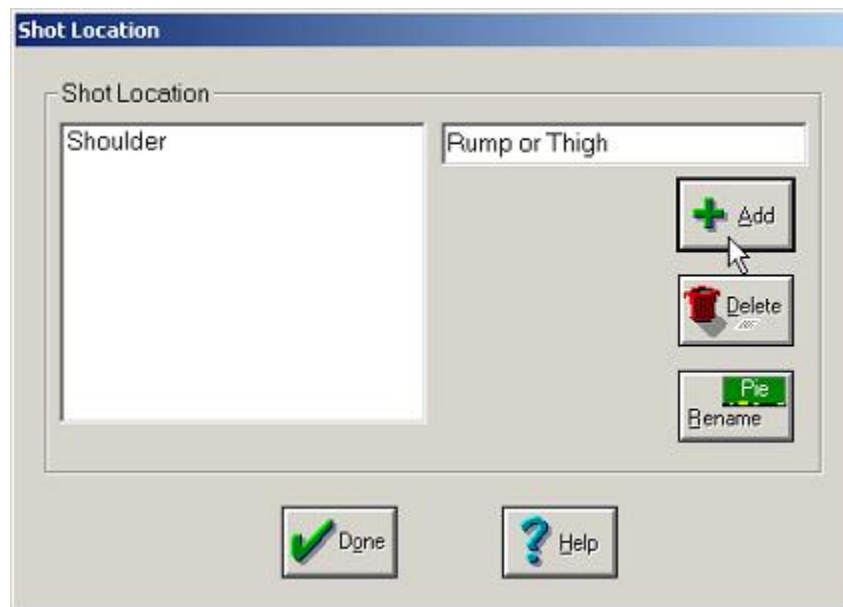 Shot Location
Shot Location
Shoulder
Rump or Thigh
Add
Delete
Pie
Rename
Done
Help